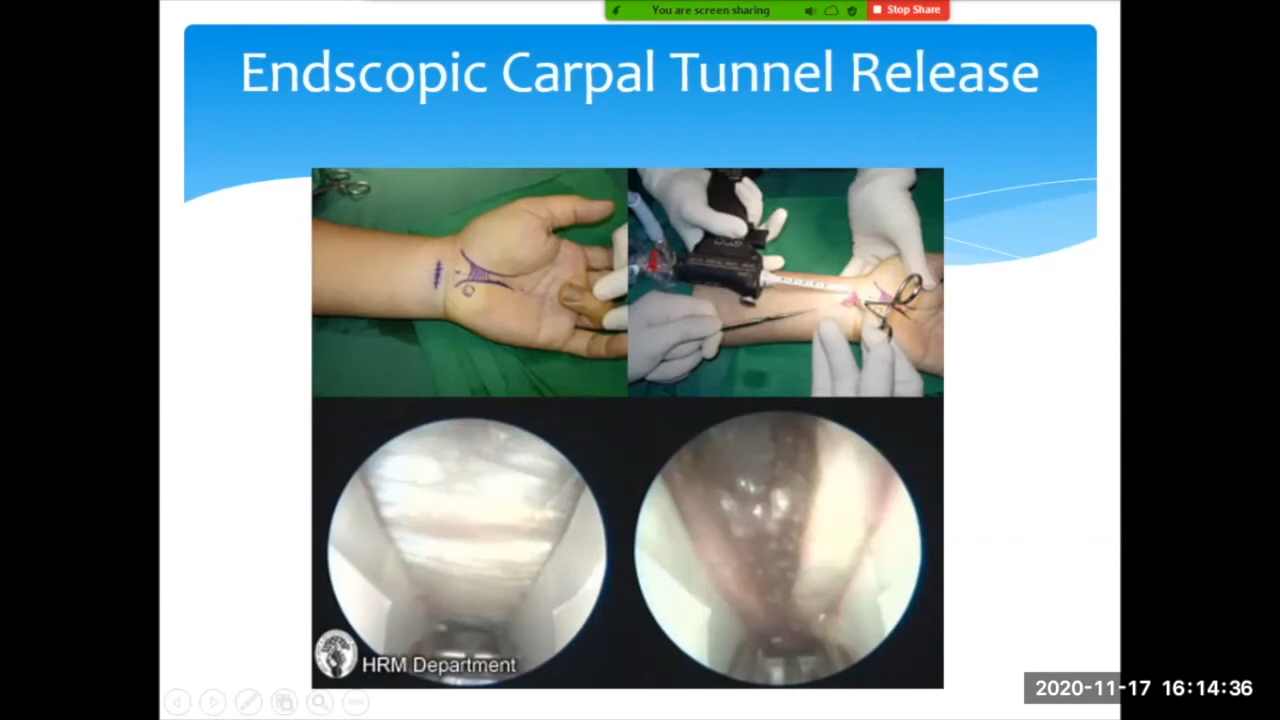 You are screen sharing
Stop Share
Endscopic Carpal Tunnel Release
HRM Department
2020-11-17 16:14:36